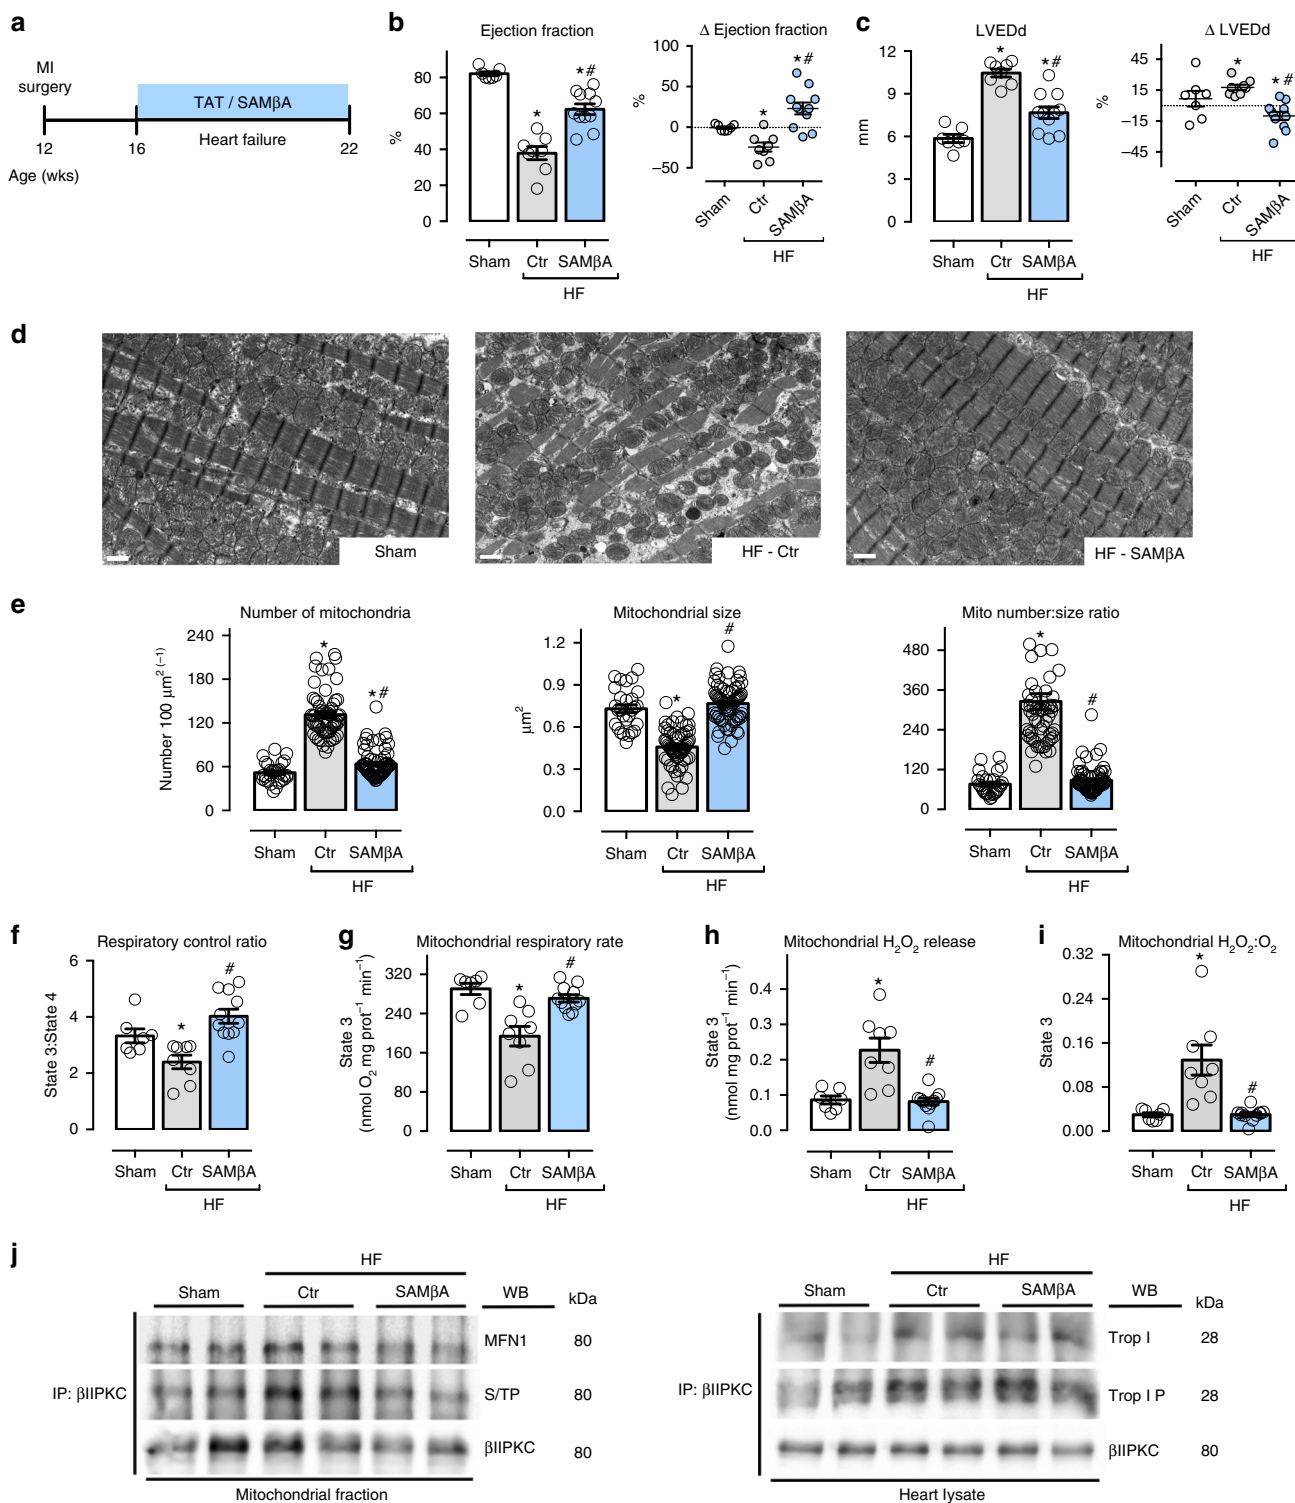 a
MI
surgery
TAT / SAMβA
Heart failure
12
16
22
Age (wks)
b
Ejection fraction
%
80
60
40
20
0
*
*#
Sham
Ctr
SAMβA
HF
Δ Ejection fraction
%
100
50
0
−50
*
*#
Sham
Ctr
SAMβA
HF
c
LVEDd
mm
12
9
6
3
0
*
*#
Sham
Ctr
SAMβA
HF
Δ LVEDd
%
45
15
−15
−45
*
*#
Sham
Ctr
SAMβA
HF
d
Sham
HF - Ctr
HF - SAMβA
e
Number of mitochondria
Number 100 μm² ⁽⁻¹⁾
240
180
120
60
0
*
*#
Sham
Ctr
SAMβA
HF
Mitochondrial size
μm²
1.2
0.9
0.6
0.3
0.0
*
#
Sham
Ctr
SAMβA
HF
Mito number:size ratio
480
360
240
120
0
*
#
Sham
Ctr
SAMβA
HF
f
Respiratory control ratio
State 3:State 4
6
4
2
0
*
#
Sham
Ctr
SAMβA
HF
g
Mitochondrial respiratory rate
State 3
(nmol O₂ mg prot⁻¹ min⁻¹)
320
240
160
80
0
*
#
Sham
Ctr
SAMβA
HF
h
Mitochondrial H₂O₂ release
State 3
(nmol mg prot⁻¹ min⁻¹)
0.4
0.3
0.2
0.1
0.0
*
#
Sham
Ctr
SAMβA
HF
i
Mitochondrial H₂O₂:O₂
State 3
0.32
0.24
0.16
0.08
0.00
*
#
Sham
Ctr
SAMβA
HF
j
HF
Sham
Ctr
SAMβA
WB
kDa
IP: βIIPKC
MFN1
80
S/TP
80
βIIPKC
80
Mitochondrial fraction
HF
Sham
Ctr
SAMβA
WB
kDa
IP: βIIPKC
Trop I
28
Trop I P
28
βIIPKC
80
Heart lysate